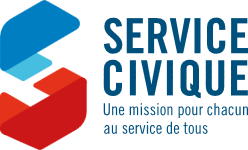 SERVICE
CIVIQUE
Une mission pour chacun
au service de tous